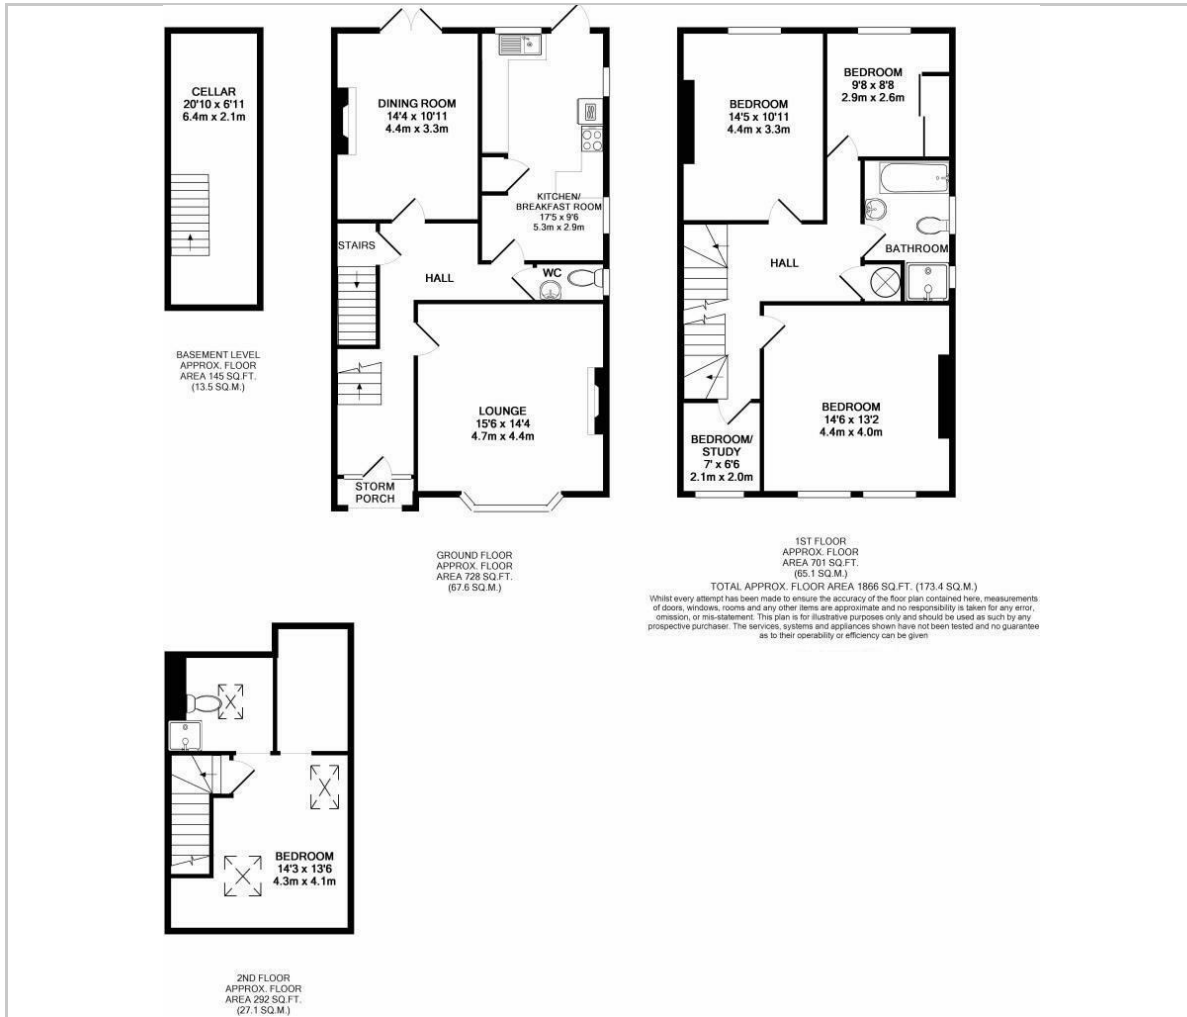 CELLAR
20'10 x 6'11
6.4m x 2.1m
BASEMENT LEVEL
APPROX. FLOOR
AREA 145 SQ.FT.
(13.5 SQ.M.)
DINING ROOM
14'4 x 10'11
4.4m x 3.3m
KITCHEN/
BREAKFAST ROOM
17'5 x 9'6
5.3m x 2.9m
STAIRS
HALL
WC
LOUNGE
15'6 x 14'4
4.7m x 4.4m
STORM
PORCH
GROUND FLOOR
APPROX. FLOOR
AREA 728 SQ.FT.
(67.6 SQ.M.)
BEDROOM
14'5 x 10'11
4.4m x 3.3m
BEDROOM
9'8 x 8'8
2.9m x 2.6m
BATHROOM
HALL
BEDROOM
14'6 x 13'2
4.4m x 4.0m
BEDROOM/
STUDY
7' x 6'6
2.1m x 2.0m
1ST FLOOR
APPROX. FLOOR
AREA 701 SQ.FT.
(65.1 SQ.M.)
TOTAL APPROX. FLOOR AREA 1866 SQ.FT. (173.4 SQ.M.)
Whilst every attempt has been made to ensure the accuracy of the floor plan contained here, measurements
of doors, windows, rooms and any other items are approximate and no responsibility is taken for any error,
omission, or mis-statement. This plan is for illustrative purposes only and should be used as such by any
prospective purchaser. The services, systems and appliances shown have not been tested and no guarantee
as to their operability or efficiency can be given
BEDROOM
14'3 x 13'6
4.3m x 4.1m
2ND FLOOR
APPROX. FLOOR
AREA 292 SQ.FT.
(27.1 SQ.M.)